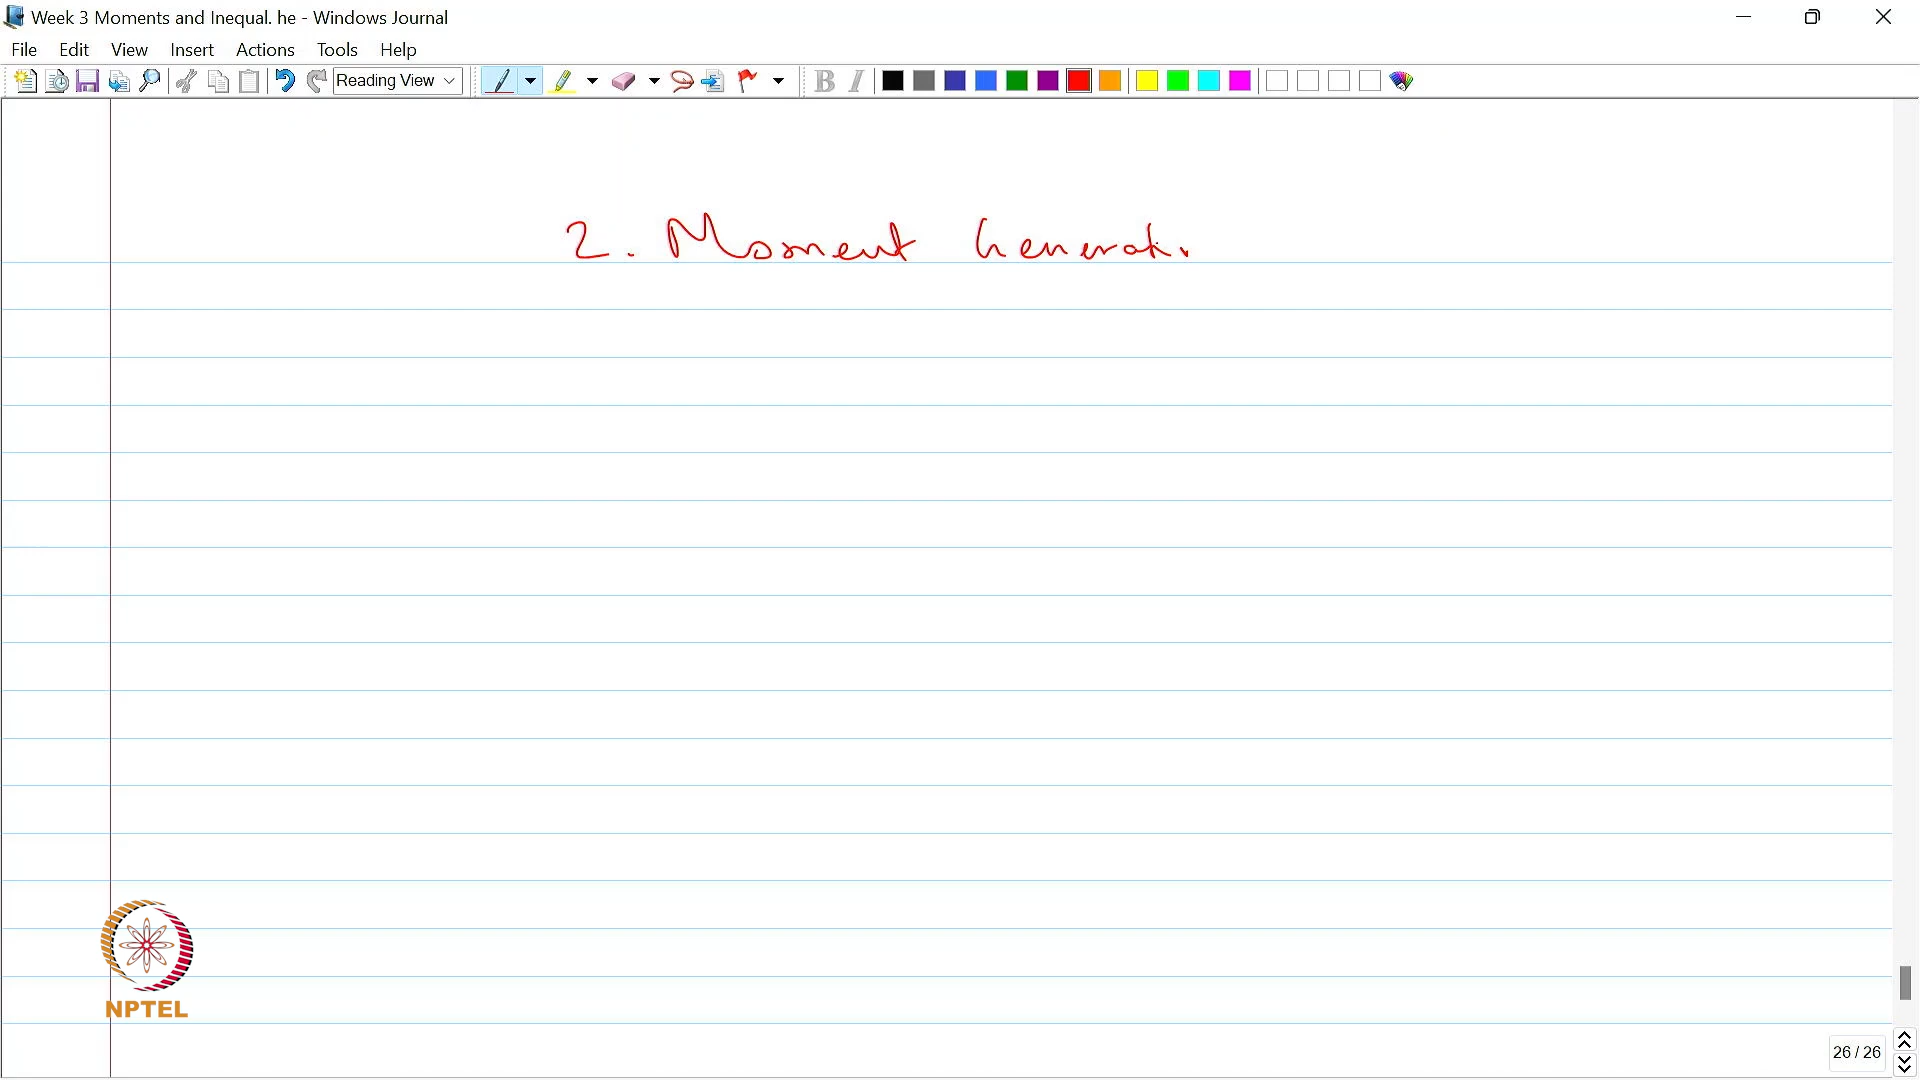 Week 3 Moments and Inequal. he - Windows Journal
File Edit View Insert Actions Tools Help
Reading View B I
2. Moment Generati
NPTEL
26 / 26